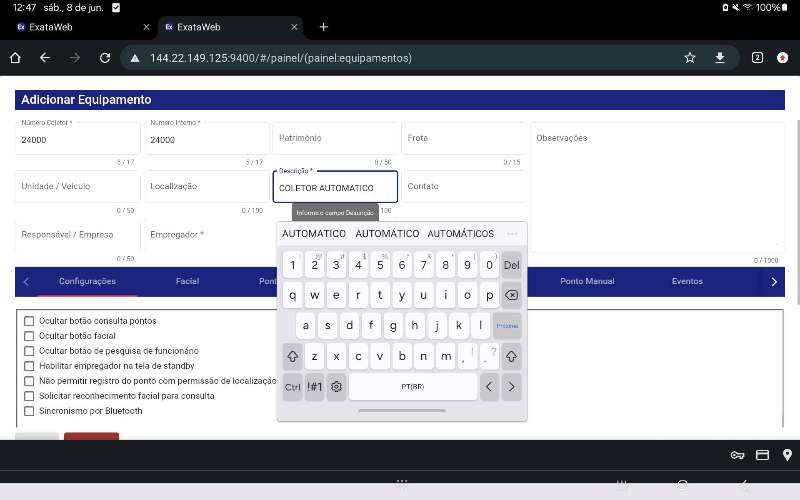 12:47 sáb., 8 de jun.
100%
ExataWeb
ExataWeb
144.22.149.125:9400/#/painel/(painel:equipamentos)
2
Adicionar Equipamento
Número Coletor *
24000
5 / 17
Número Interno *
24000
5 / 17
Patrimônio
0 / 50
Frota
0 / 15
Observações
0 / 1000
Unidade / Veículo
0 / 50
Localização
0 / 100
Descrição *
COLETOR AUTOMATICO
100
Informe o campo Descrição
Contato
Responsável / Empresa
0 / 50
Empregador *
AUTOMATICO AUTOMÁTICO AUTOMÁTICOS
1 2 3 4 5 6 7 8 9 0 Del
q w e r t y u i o p
a s d f g h j k l Próximo
z x c v b n m , ! . ?
Ctrl !#1 PT(BR)
Configurações
Facial
Pont
Ponto Manual
Eventos
Ocultar botão consulta pontos
Ocultar botão facial
Ocultar botão de pesquisa de funcionário
Habilitar empregador na tela de standby
Não permitir registro do ponto com permissão de localização
Solicitar reconhecimento facial para consulta
Sincronismo por Bluetooth